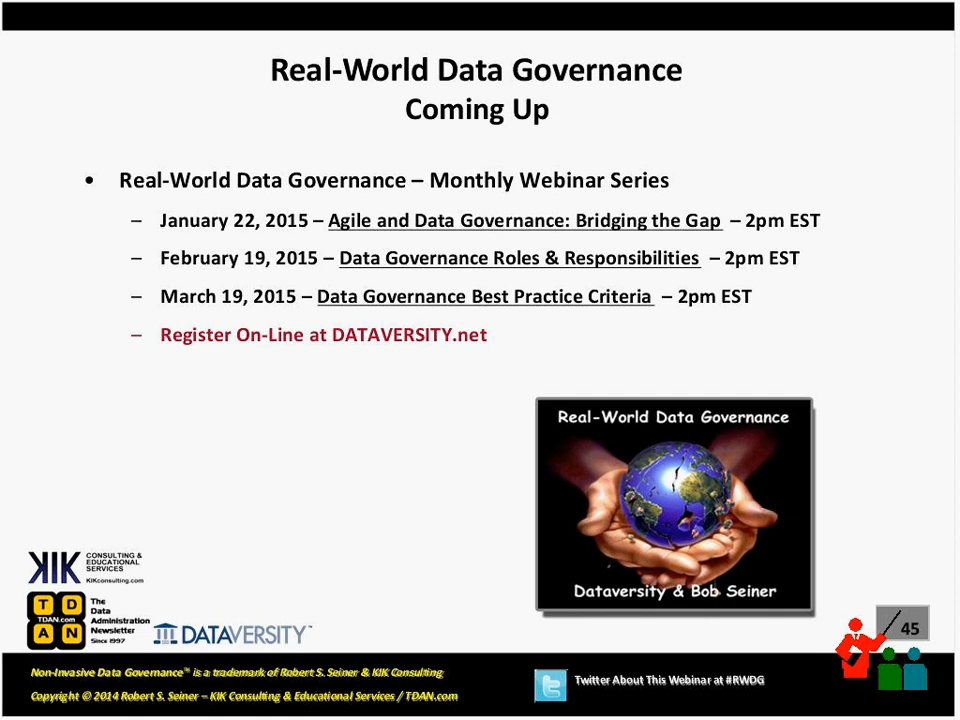 Real-World Data Governance
Coming Up
• Real-World Data Governance – Monthly Webinar Series
– January 22, 2015 – Agile and Data Governance: Bridging the Gap – 2pm EST
– February 19, 2015 – Data Governance Roles & Responsibilities – 2pm EST
– March 19, 2015 – Data Governance Best Practice Criteria – 2pm EST
– Register On-Line at DATAVERSITY.net
Real-World Data Governance
Dataversity & Bob Seiner
KIK
CONSULTING &
EDUCATIONAL
SERVICES
KIKconsulting.com
T D
TDAN.com
A N
The
Data
Administration
Newsletter
Since 1997
DATAVERSITY™
45
Non-Invasive Data Governance™ is a trademark of Robert S. Seiner & KIK Consulting
Copyright © 2014 Robert S. Seiner – KIK Consulting & Educational Services / TDAN.com
Twitter About This Webinar at #RWDG